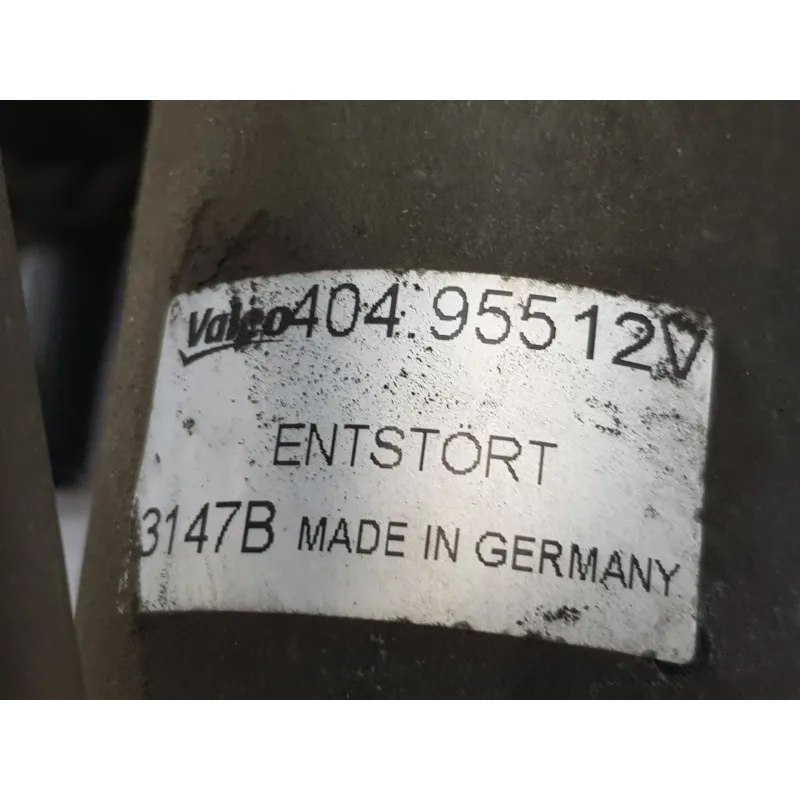 Valeo 404.955 12V
ENTSTÖRT
3147B MADE IN GERMANY